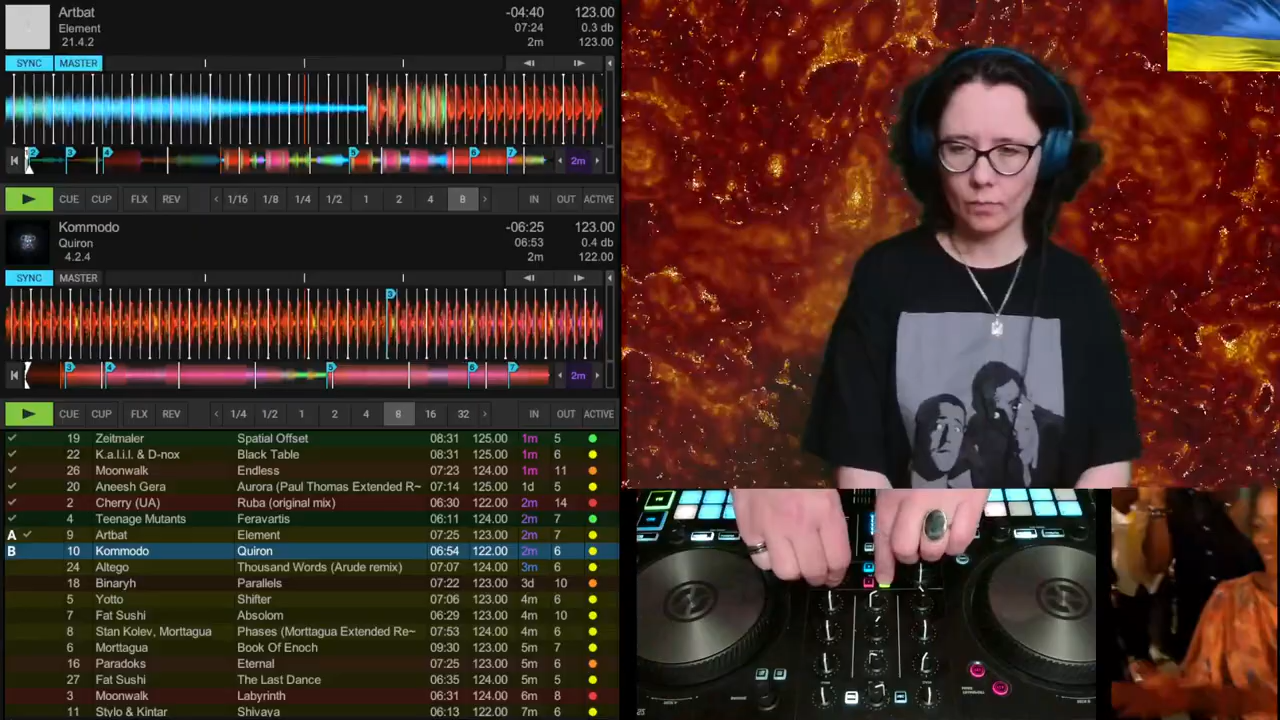 Artbat -04:40 123.00
Element 07:24 0.3 db
21.4.2 2m 123.00
SYNC MASTER
2 3 4 5 6 7 2m
CUE CUP FLX REV 1/16 1/8 1/4 1/2 1 2 4 8 IN OUT ACTIVE
Kommodo -06:25 123.00
Quiron 06:53 0.4 db
4.2.4 2m 122.00
SYNC MASTER
3
3 4 5 6 7 2m
CUE CUP FLX REV 1/4 1/2 1 2 4 8 16 32 IN OUT ACTIVE
19 Zeitmaler Spatial Offset 08:31 125.00 1m 5
22 K.a.l.i.l. & D-nox Black Table 08:31 125.00 1m 6
26 Moonwalk Endless 07:23 124.00 1m 11
20 Aneesh Gera Aurora (Paul Thomas Extended R~ 07:14 125.00 1d 5
2 Cherry (UA) Ruba (original mix) 06:30 122.00 2m 14
4 Teenage Mutants Feravartis 06:11 124.00 2m 7
A 9 Artbat Element 07:25 123.00 2m 7
B 10 Kommodo Quiron 06:54 122.00 2m 6
24 Altego Thousand Words (Arude remix) 07:07 124.00 3m 6
18 Binaryh Parallels 07:22 123.00 3d 10
5 Yotto Shifter 07:06 123.00 4m 6
7 Fat Sushi Absolom 06:29 123.00 4m 10
8 Stan Kolev, Morttagua Phases (Morttagua Extended Re~ 07:53 124.00 4m 6
6 Morttagua Book Of Enoch 09:30 123.00 5m 7
16 Paradoks Eternal 07:25 123.00 5m 6
27 Fat Sushi The Last Dance 06:35 124.00 5m 5
3 Moonwalk Labyrinth 06:31 124.00 6m 8
11 Stylo & Kintar Shivaya 06:13 122.00 7m 6